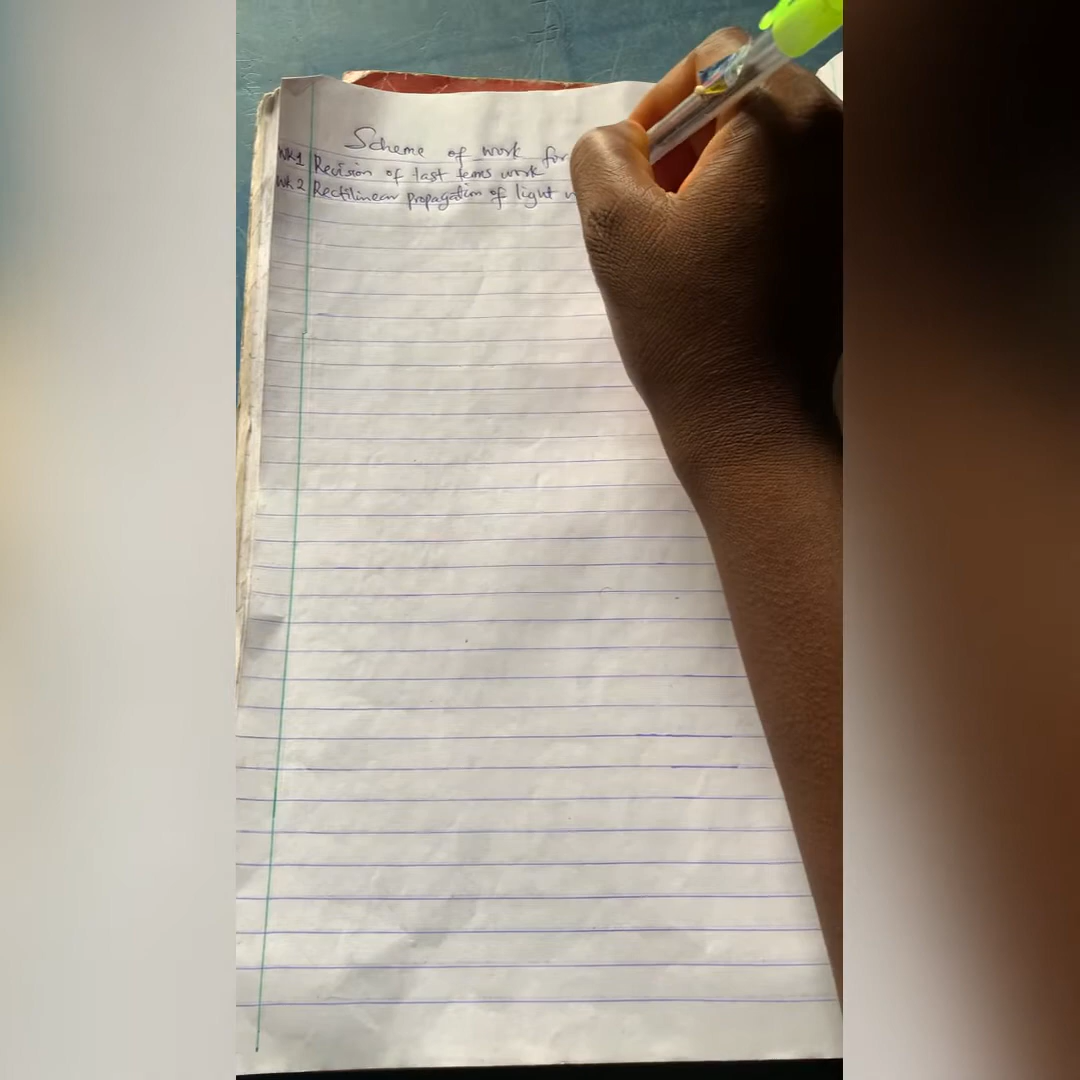 Scheme of work for
WK1 Revision of last terms work
WK 2 Rectilinear propagation of light